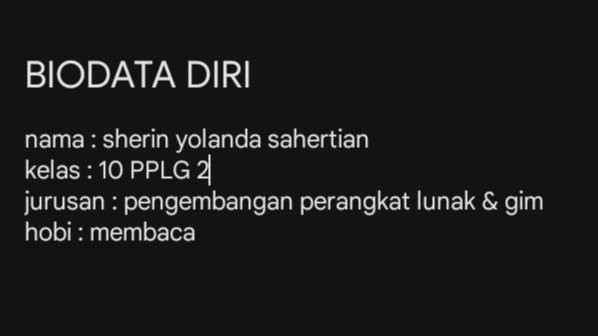 BIODATA DIRI
nama : sherin yolanda sahertian
kelas : 10 PPLG 2
jurusan : pengembangan perangkat lunak & gim
hobi : membaca